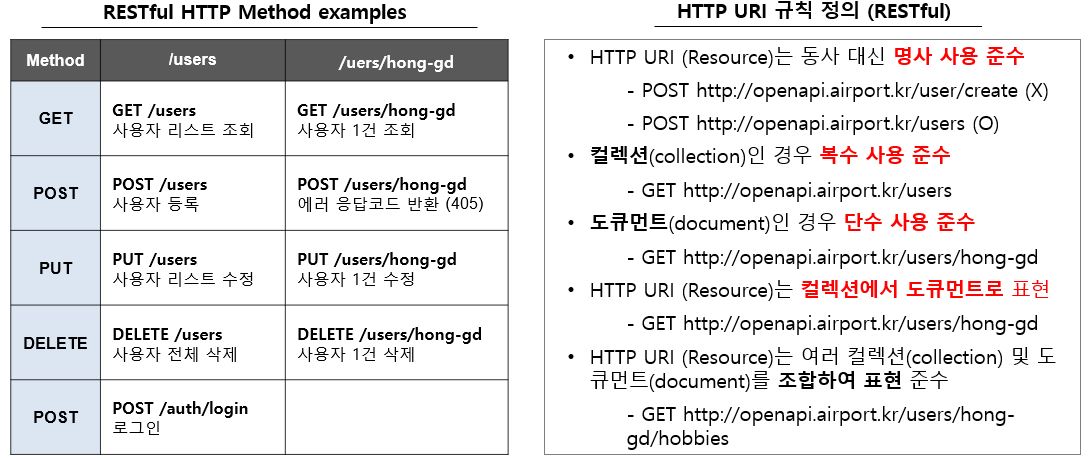 RESTful HTTP Method examples
Method /users /uers/hong-gd
GET
GET /users
사용자 리스트 조회
GET /users/hong-gd
사용자 1건 조회
POST
POST /users
사용자 등록
POST /users/hong-gd
에러 응답코드 반환 (405)
PUT
PUT /users
사용자 리스트 수정
PUT /users/hong-gd
사용자 1건 수정
DELETE
DELETE /users
사용자 전체 삭제
DELETE /users/hong-gd
사용자 1건 삭제
POST
POST /auth/login
로그인
HTTP URI 규칙 정의 (RESTful)
• HTTP URI (Resource)는 동사 대신 명사 사용 준수
- POST http://openapi.airport.kr/user/create (X)
- POST http://openapi.airport.kr/users (O)
• 컬렉션(collection)인 경우 복수 사용 준수
- GET http://openapi.airport.kr/users
• 도큐먼트(document)인 경우 단수 사용 준수
- GET http://openapi.airport.kr/users/hong-gd
• HTTP URI (Resource)는 컬렉션에서 도큐먼트로 표현
- GET http://openapi.airport.kr/users/hong-gd
• HTTP URI (Resource)는 여러 컬렉션(collection) 및 도
큐먼트(document)를 조합하여 표현 준수
- GET http://openapi.airport.kr/users/hong-
gd/hobbies